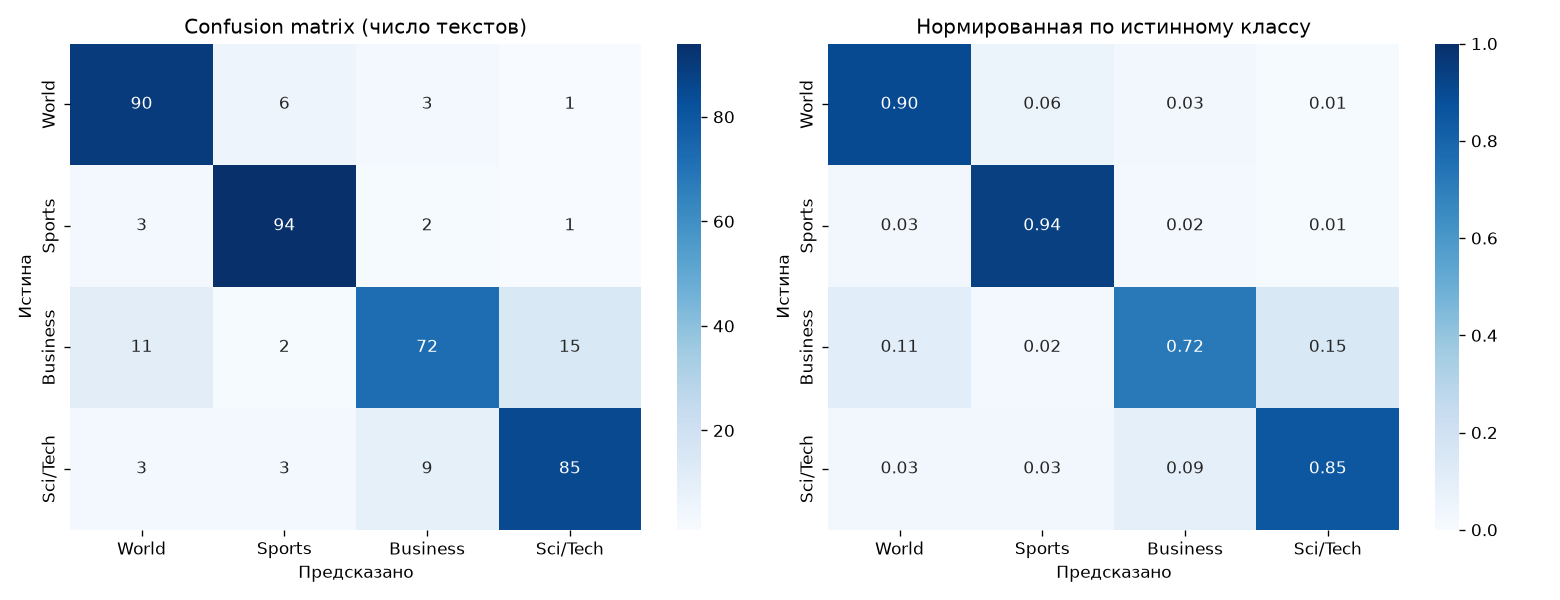 Confusion matrix (число текстов)
World
90 6 3 1
Sports
3 94 2 1
Business
11 2 72 15
Sci/Tech
3 3 9 85
Истина
World Sports Business Sci/Tech
Предсказано
80
60
40
20
Нормированная по истинному классу
World
0.90 0.06 0.03 0.01
Sports
0.03 0.94 0.02 0.01
Business
0.11 0.02 0.72 0.15
Sci/Tech
0.03 0.03 0.09 0.85
Истина
World Sports Business Sci/Tech
Предсказано
1.0
0.8
0.6
0.4
0.2
0.0